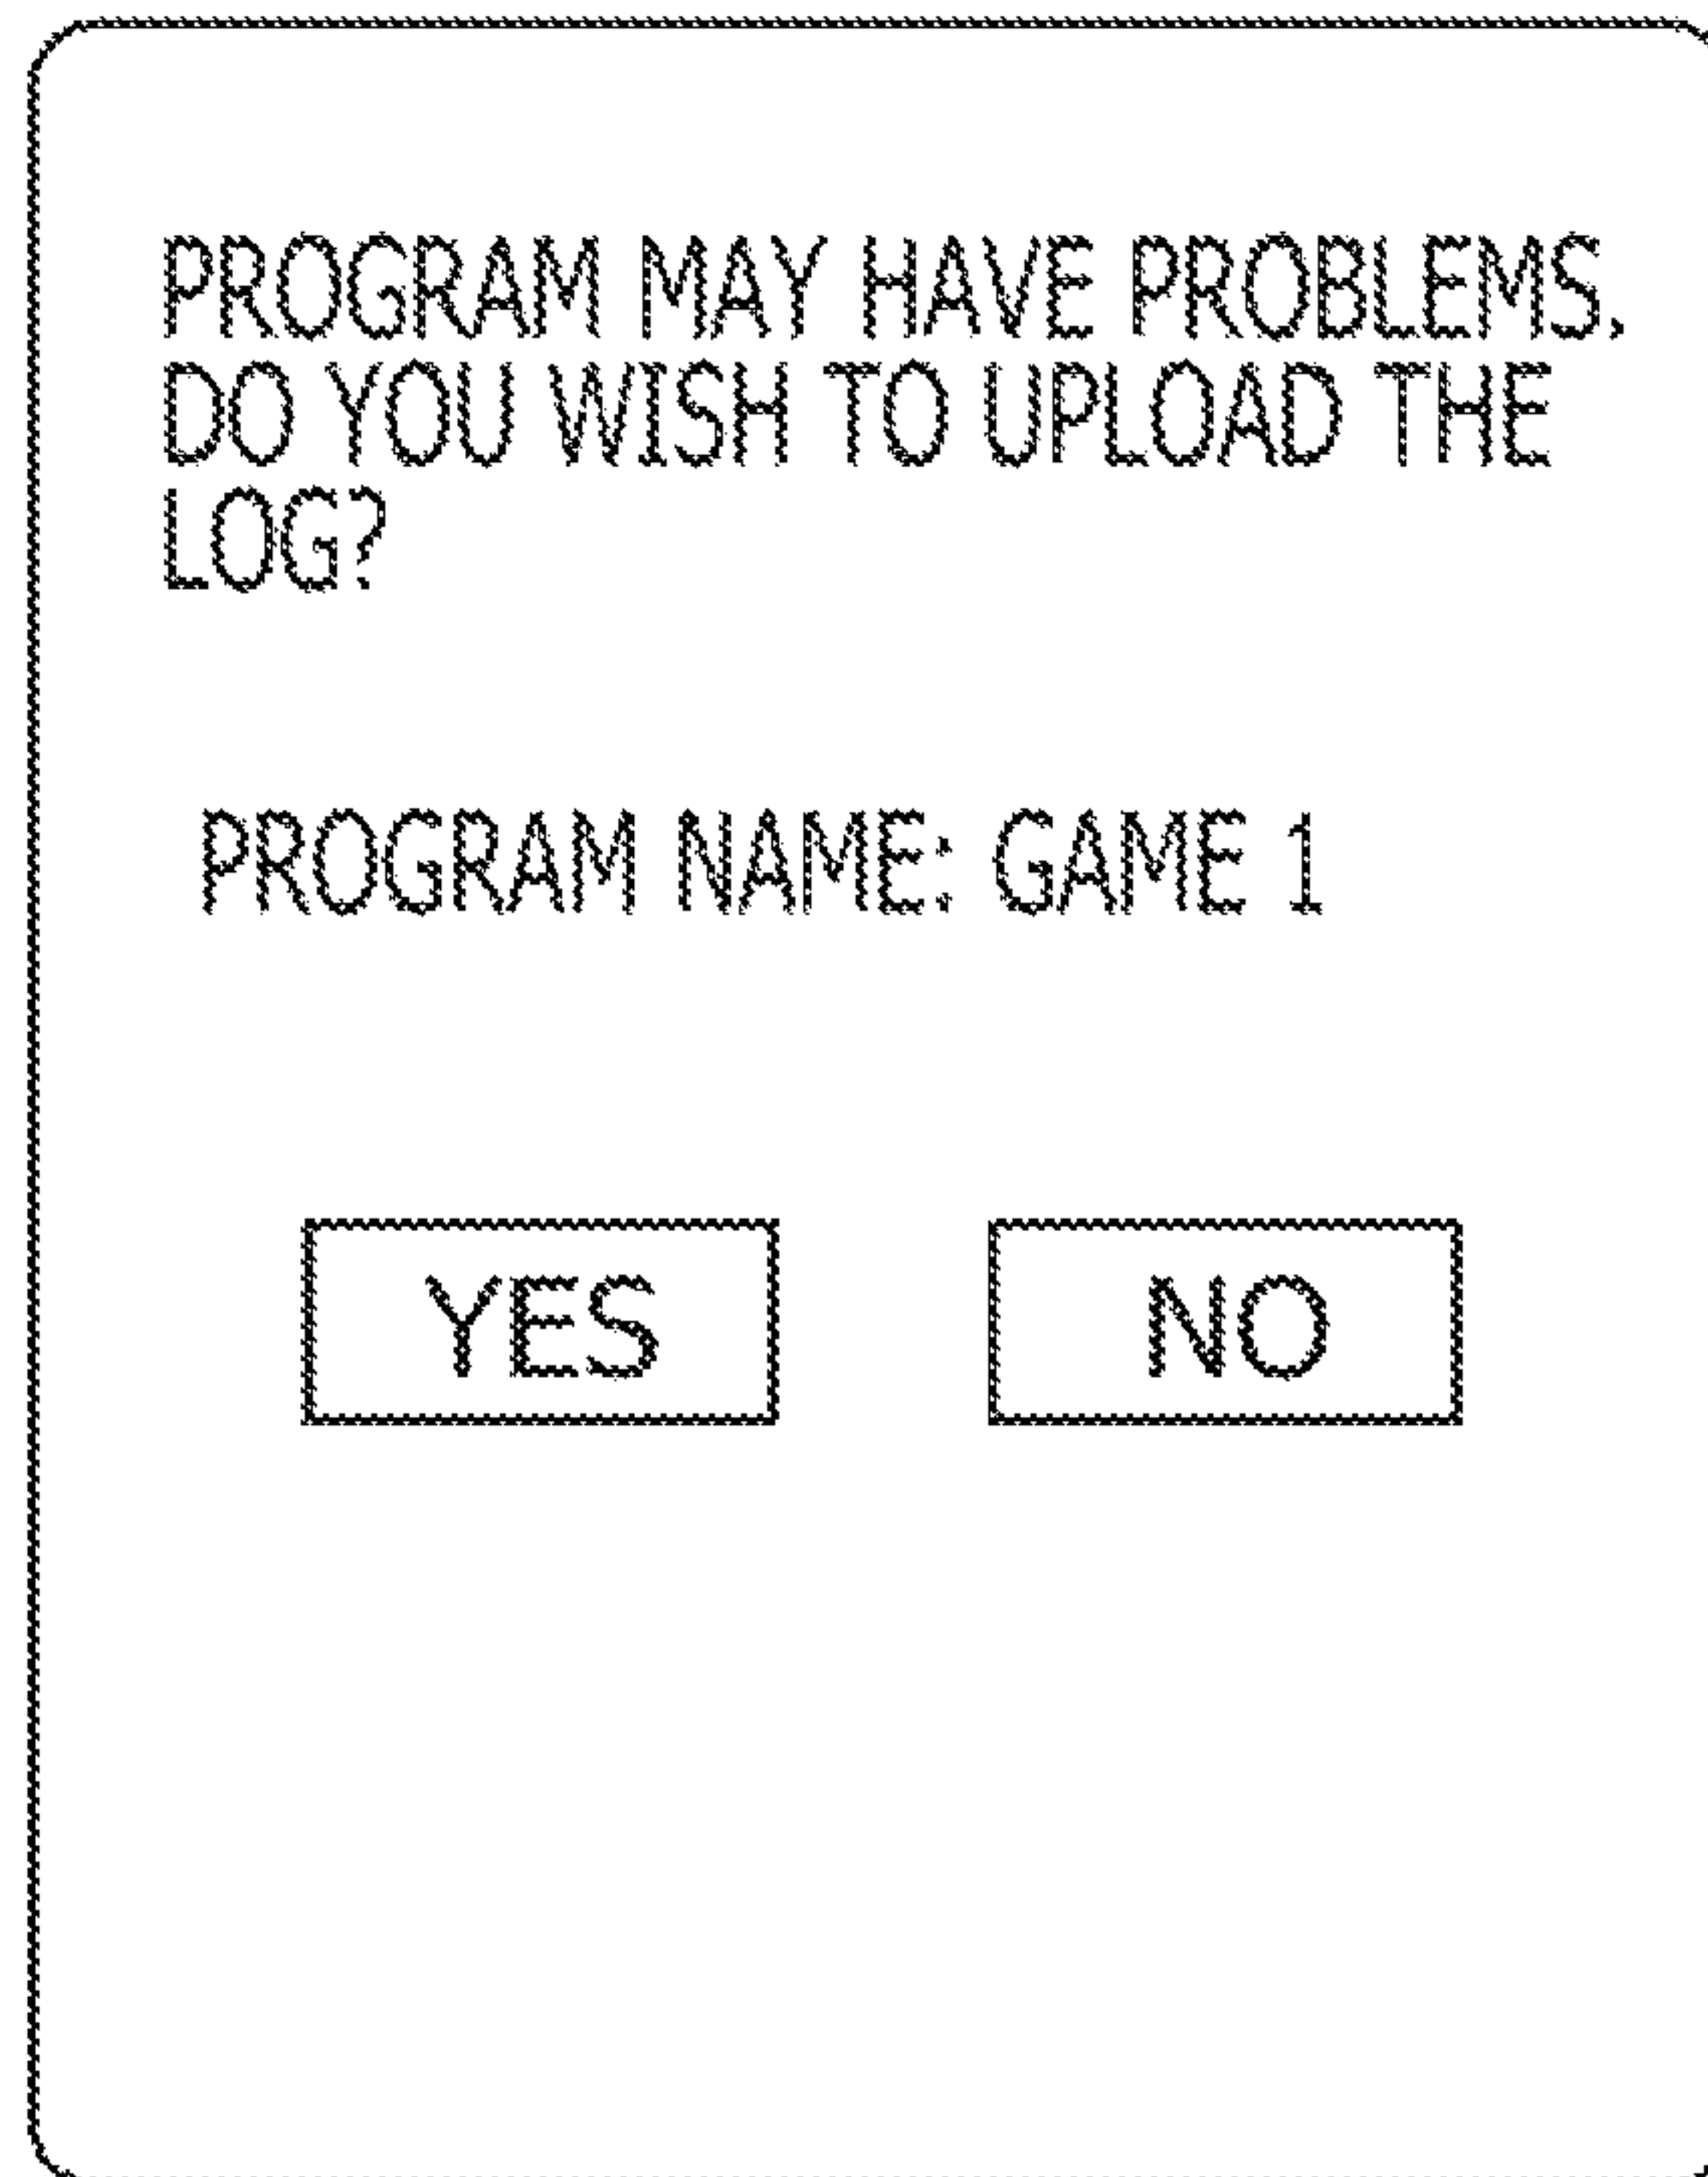 PROGRAM MAY HAVE PROBLEMS.
DO YOU WISH TO UPLOAD THE
LOG?
PROGRAM NAME: GAME 1
YES
NO